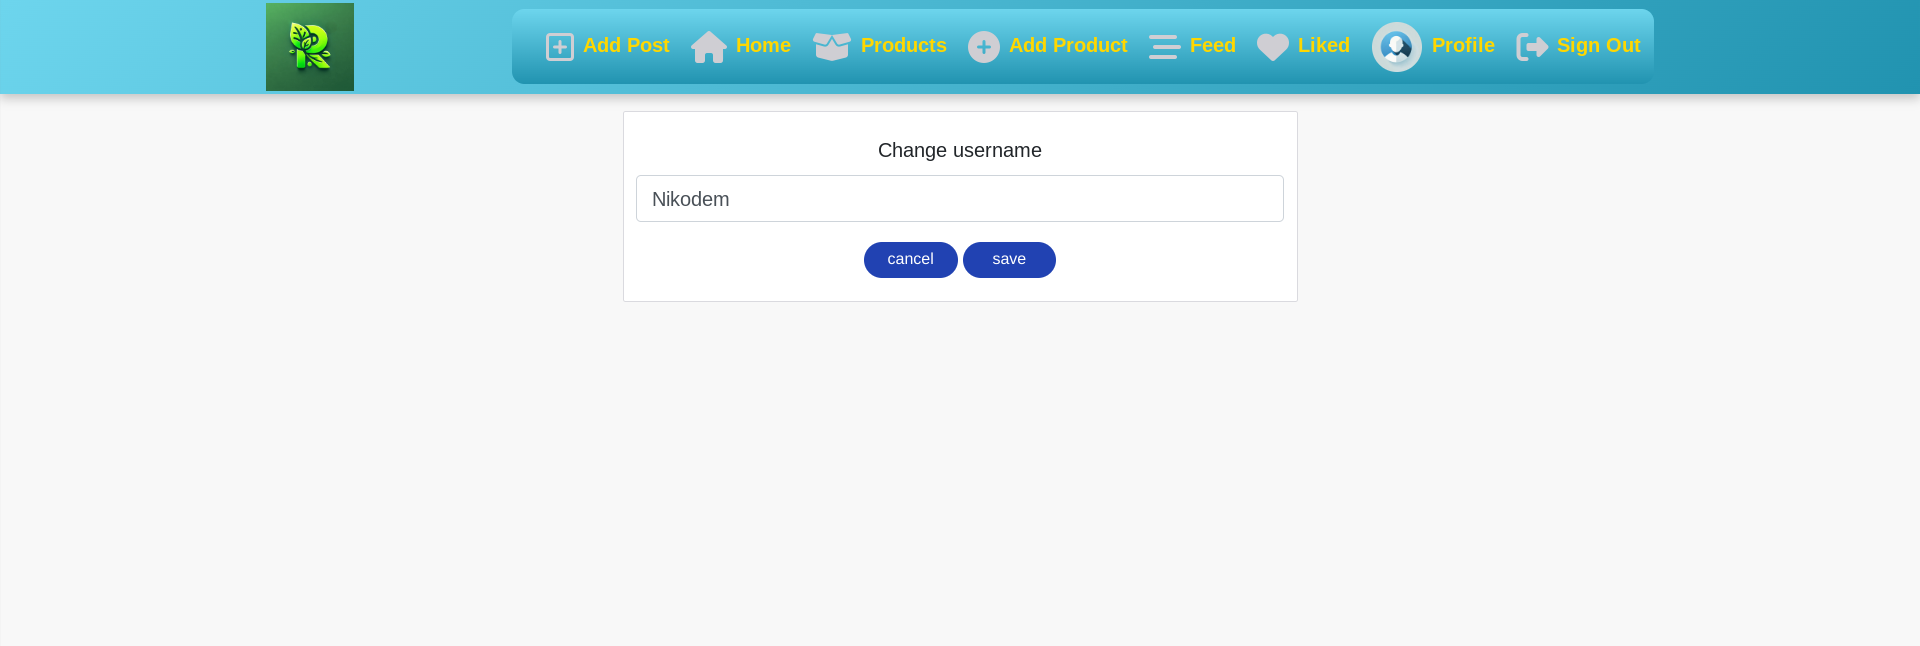 Add Post Home Products Add Product Feed Liked Profile Sign Out
Change username
Nikodem
cancel save